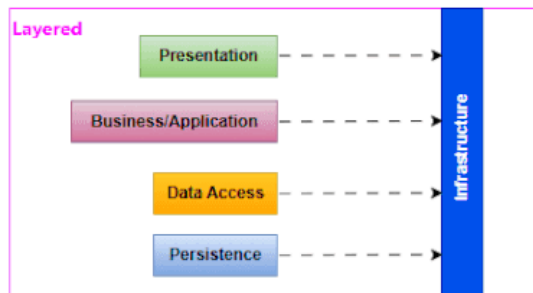 Layered
Presentation
Business/Application
Data Access
Persistence
Infrastructure